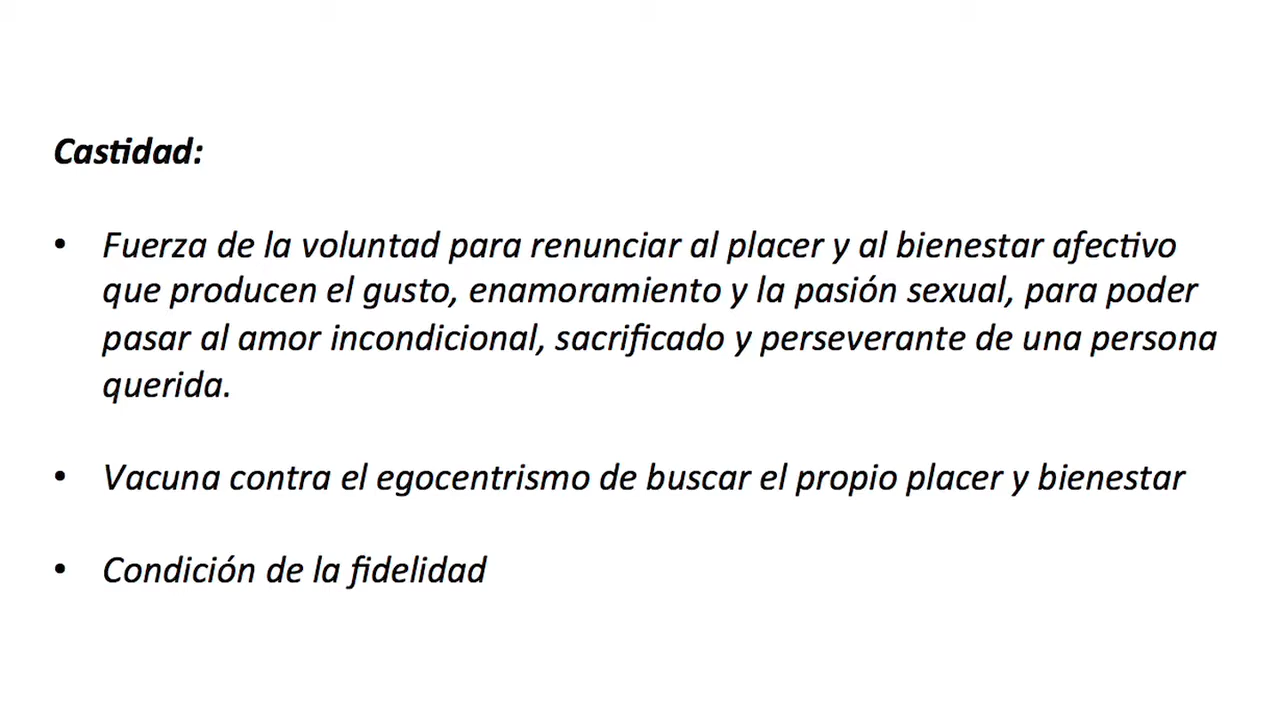 Castidad:
• Fuerza de la voluntad para renunciar al placer y al bienestar afectivo
que producen el gusto, enamoramiento y la pasión sexual, para poder
pasar al amor incondicional, sacrificado y perseverante de una persona
querida.
• Vacuna contra el egocentrismo de buscar el propio placer y bienestar
• Condición de la fidelidad